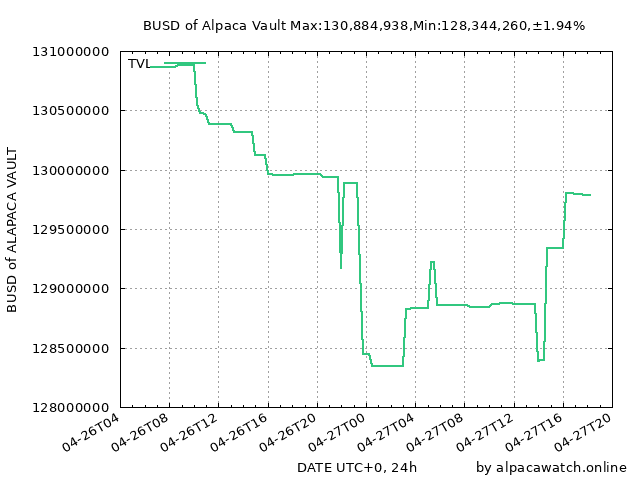 BUSD of Alpaca Vault Max:130,884,938,Min:128,344,260,±1.94%
131000000
TVL
130500000
130000000
129500000
129000000
128500000
128000000
BUSD of ALAPACA VAULT
04-26T04
04-26T08
04-26T12
04-26T16
04-26T20
04-27T00
04-27T04
04-27T08
04-27T12
04-27T16
04-27T20
DATE UTC+0, 24h
by alpacawatch.online